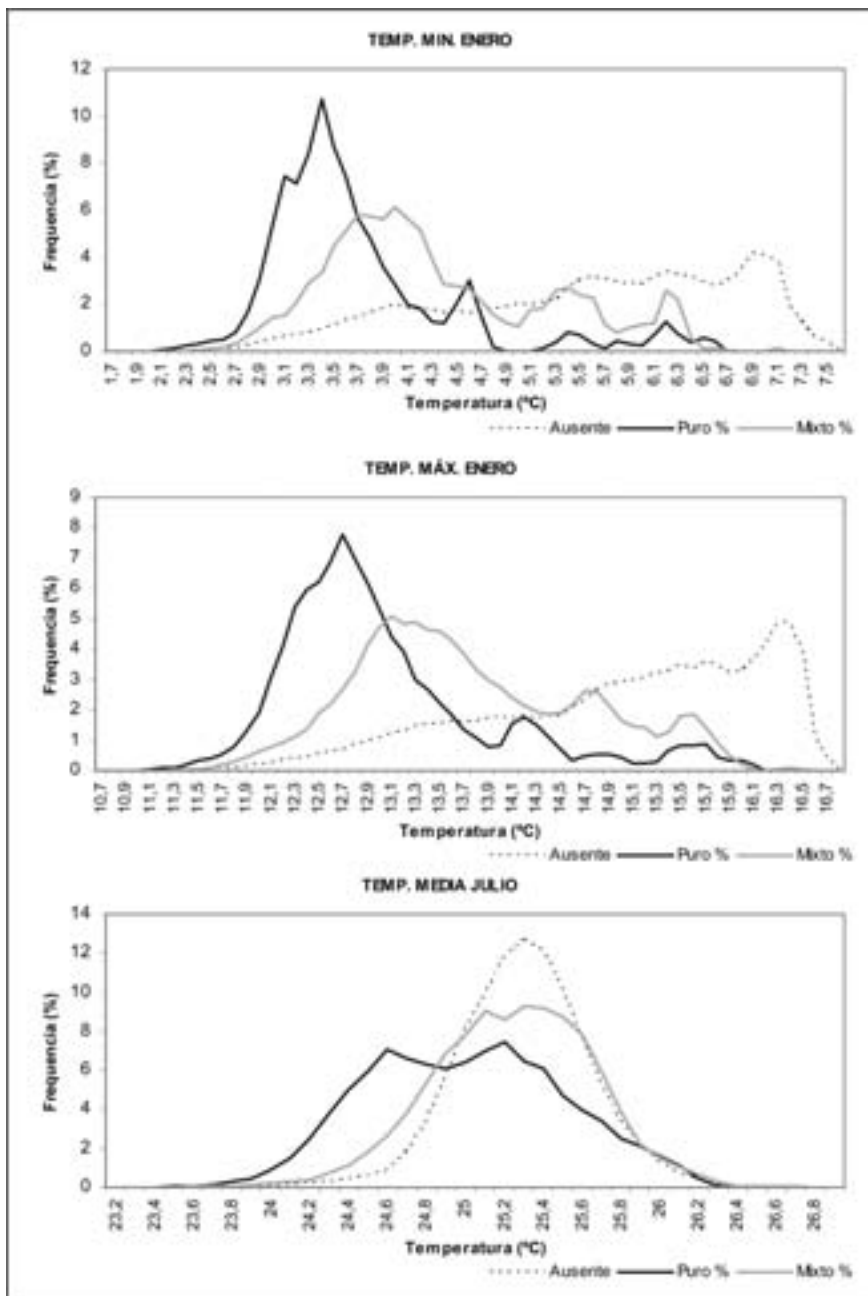 TEMP. MIN. ENERO
Frequencia (%)
12
10
8
6
4
2
0
1,7 1,9 2,1 2,3 2,5 2,7 2,9 3,1 3,3 3,5 3,7 3,9 4,1 4,3 4,5 4,7 4,9 5,1 5,3 5,5 5,7 5,9 6,1 6,3 6,5 6,7 6,9 7,1 7,3 7,5
Temperatura (ºC)
Ausente Puro % Mixto %
TEMP. MÁX. ENERO
Frequencia (%)
9
8
7
6
5
4
3
2
1
0
10,7 10,9 11,1 11,3 11,5 11,7 11,9 12,1 12,3 12,5 12,7 12,9 13,1 13,3 13,5 13,7 13,9 14,1 14,3 14,5 14,7 14,9 15,1 15,3 15,5 15,7 15,9 16,1 16,3 16,5 16,7
Temperatura (ºC)
Ausente Puro % Mixto %
TEMP. MEDIA JULIO
Frequencia (%)
14
12
10
8
6
4
2
0
23,2 23,4 23,6 23,8 24 24,2 24,4 24,6 24,8 25 25,2 25,4 25,6 25,8 26 26,2 26,4 26,6 26,8
Temperatura (ºC)
Ausente Puro % Mixto %